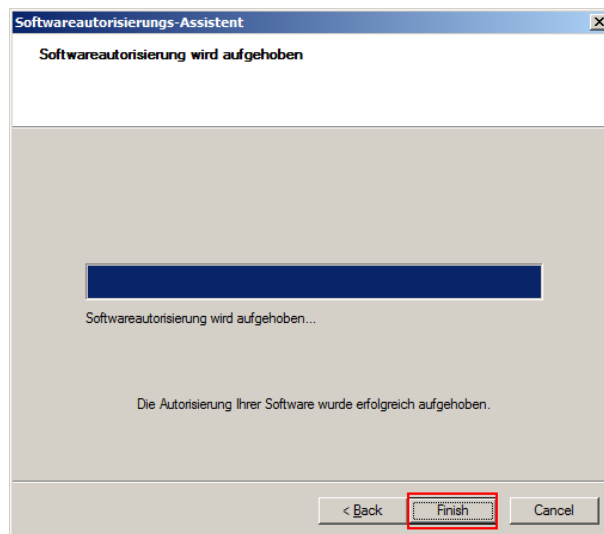 Softwareautorisierungs-Assistent
Softwareautorisierung wird aufgehoben
Softwareautorisierung wird aufgehoben...
Die Autorisierung Ihrer Software wurde erfolgreich aufgehoben.
< Back Finish Cancel